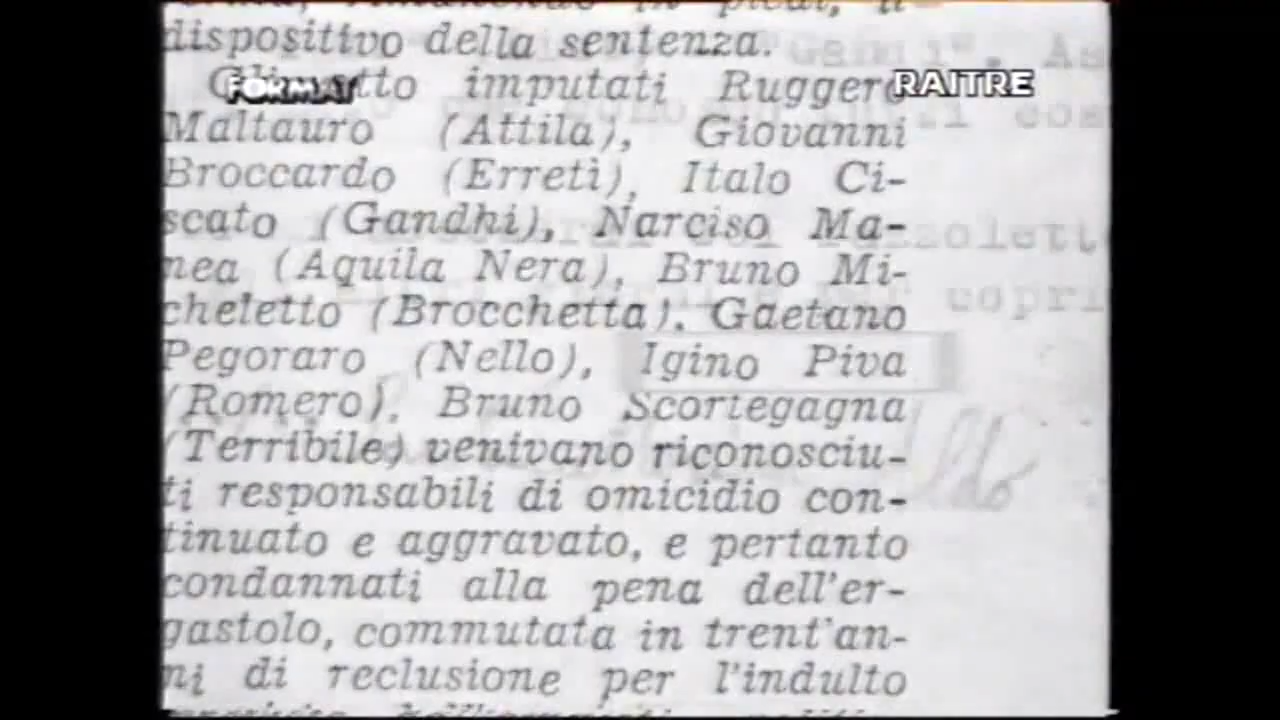 dispositivo della sentenza.
imputati Ruggero
Maltauro (Attila), Giovanni
Broccardo (Erretì), Italo Ci-
scato (Gandhi), Narciso Ma-
nea (Aquila Nera), Bruno Mi-
cheletto (Brocchetta), Gaetano
Pegoraro (Nello), Igino Piva
(Romero), Bruno Scortegagna
(Terribile) venivano riconosciu-
ti responsabili di omicidio con-
tinuato e aggravato, e pertanto
condannati alla pena dell'er-
gastolo, commutata in trent'an-
ni di reclusione per l'indulto
FORMAT
RAITRE